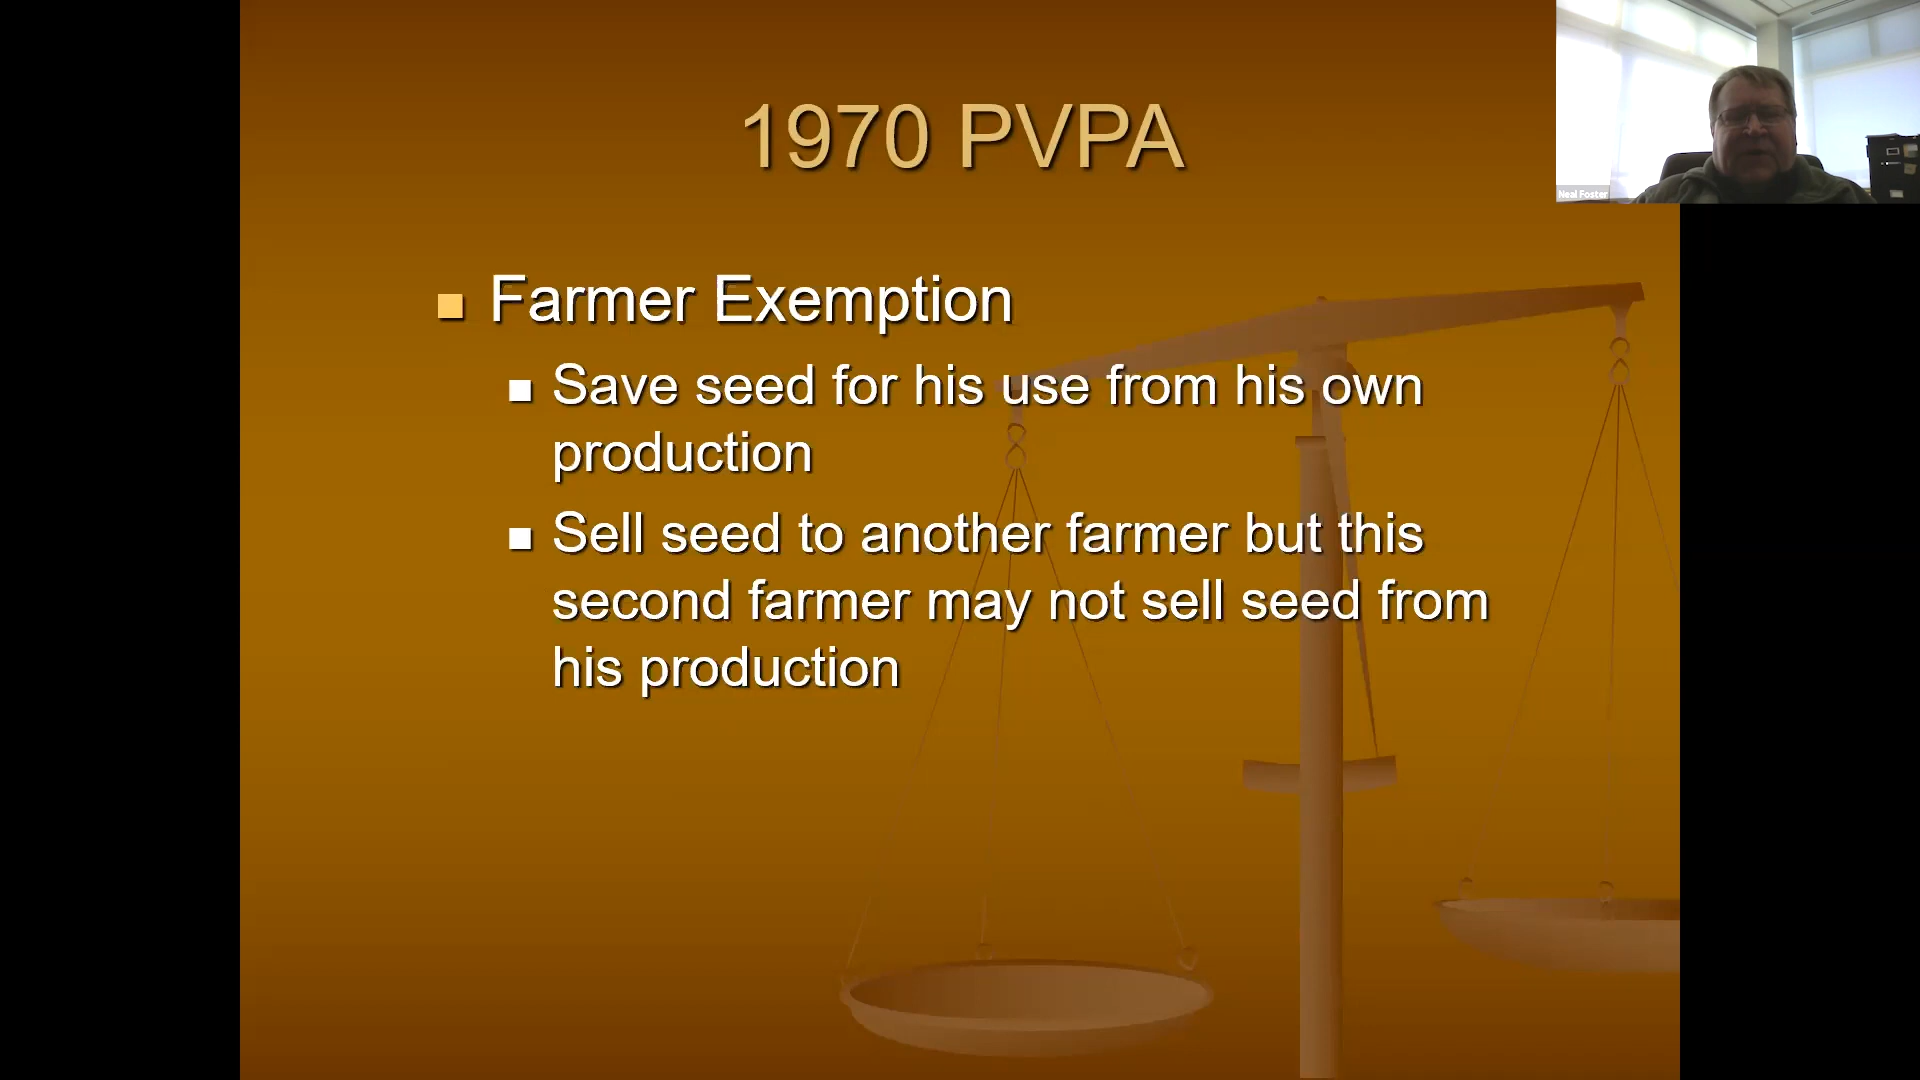 1970 PVPA
Neal Foster
Farmer Exemption
Save seed for his use from his own
production
Sell seed to another farmer but this
second farmer may not sell seed from
his production